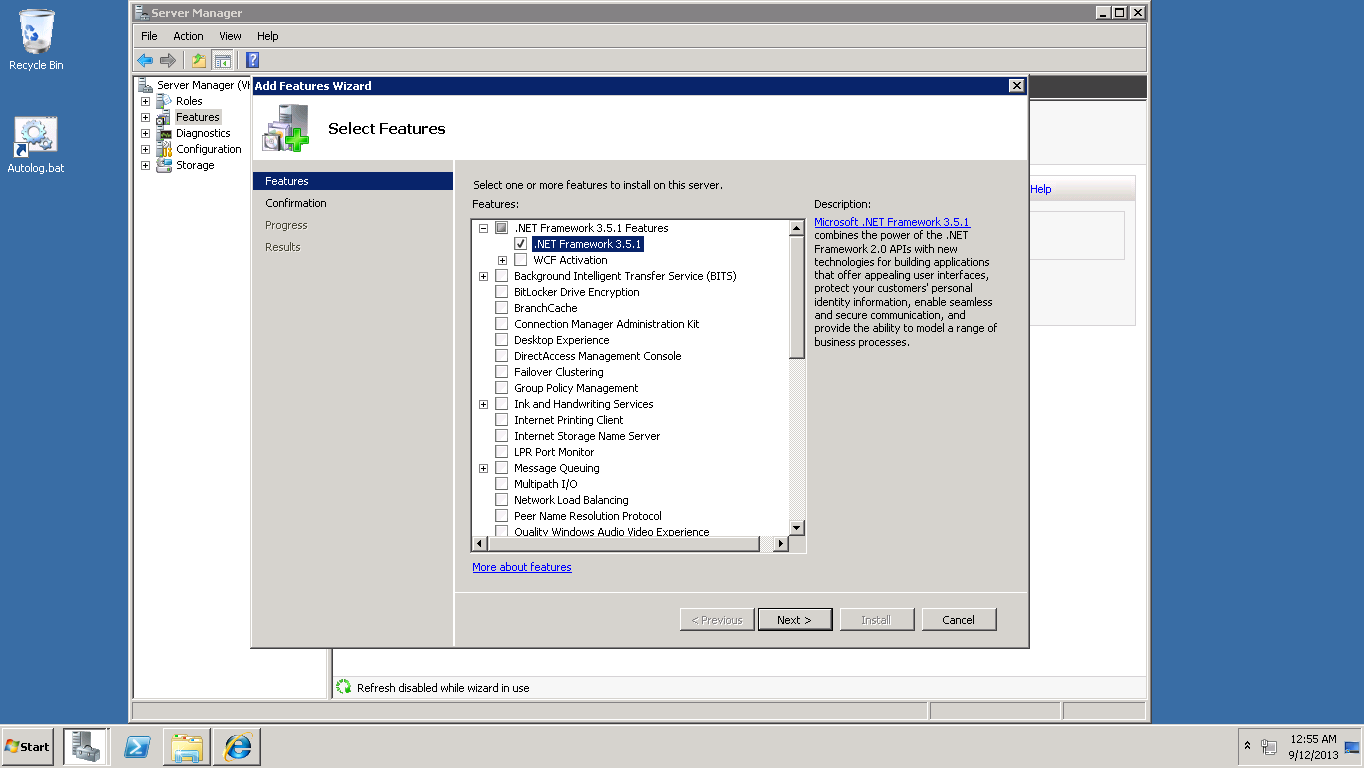 Recycle Bin
Autolog.bat
Server Manager
File Action View Help
Server Manager (VI
Roles
Features
Diagnostics
Configuration
Storage
Add Features Wizard
Select Features
Features
Confirmation
Progress
Results
Select one or more features to install on this server.
Features:
.NET Framework 3.5.1 Features
.NET Framework 3.5.1
WCF Activation
Background Intelligent Transfer Service (BITS)
BitLocker Drive Encryption
BranchCache
Connection Manager Administration Kit
Desktop Experience
DirectAccess Management Console
Failover Clustering
Group Policy Management
Ink and Handwriting Services
Internet Printing Client
Internet Storage Name Server
LPR Port Monitor
Message Queuing
Multipath I/O
Network Load Balancing
Peer Name Resolution Protocol
Quality Windows Audio Video Experience
More about features
Description:
Microsoft .NET Framework 3.5.1
combines the power of the .NET
Framework 2.0 APIs with new
technologies for building applications
that offer appealing user interfaces,
protect your customers' personal
identity information, enable seamless
and secure communication, and
provide the ability to model a range of
business processes.
Help
< Previous Next > Install Cancel
Refresh disabled while wizard in use
Start
12:55 AM
9/12/2013